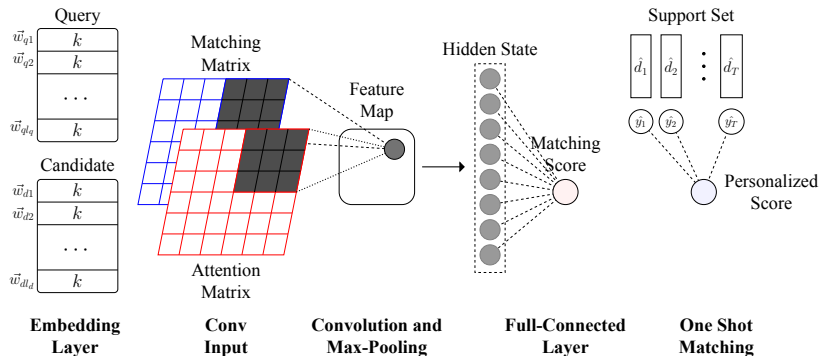 Query
w⃗q1 k
w⃗q2 k
...
w⃗qlq k
Candidate
w⃗d1 k
w⃗d2 k
...
w⃗dld k
Matching
Matrix
Attention
Matrix
Feature
Map
Hidden State
Matching
Score
Support Set
d̂1 d̂2 ... d̂T
ŷ1 ŷ2 ŷT
Personalized
Score
Embedding
Layer
Conv
Input
Convolution and
Max-Pooling
Full-Connected
Layer
One Shot
Matching